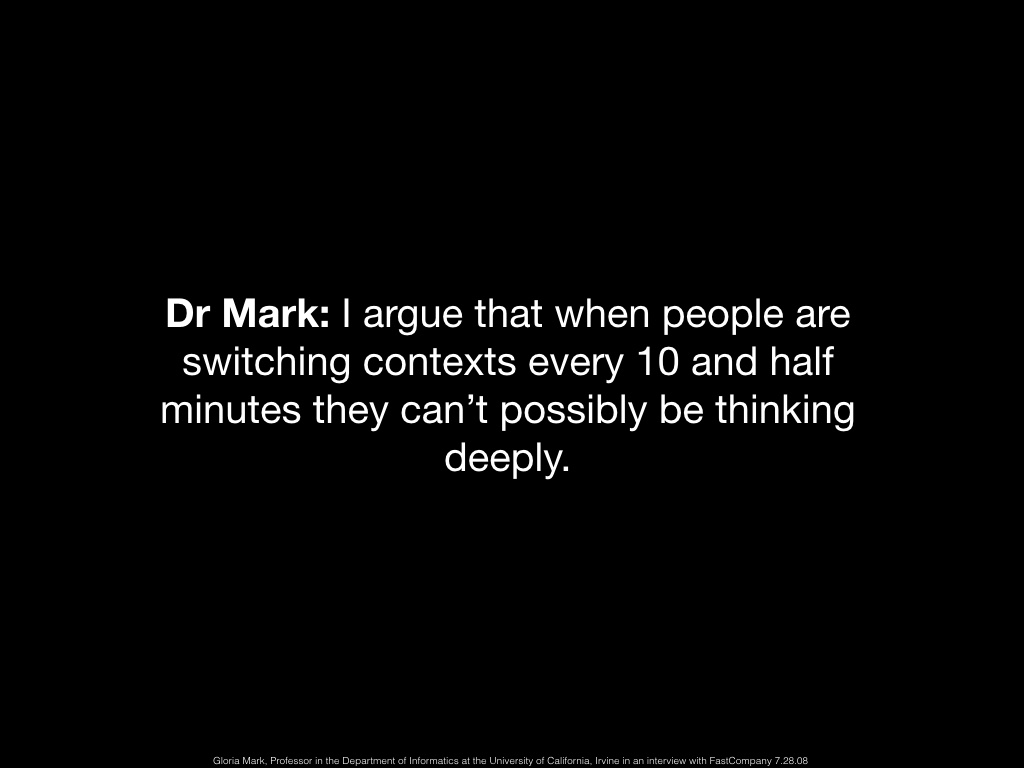 Dr Mark: I argue that when people are
switching contexts every 10 and half
minutes they can’t possibly be thinking
deeply.
Gloria Mark, Professor in the Department of Informatics at the University of California, Irvine in an interview with FastCompany 7.28.08